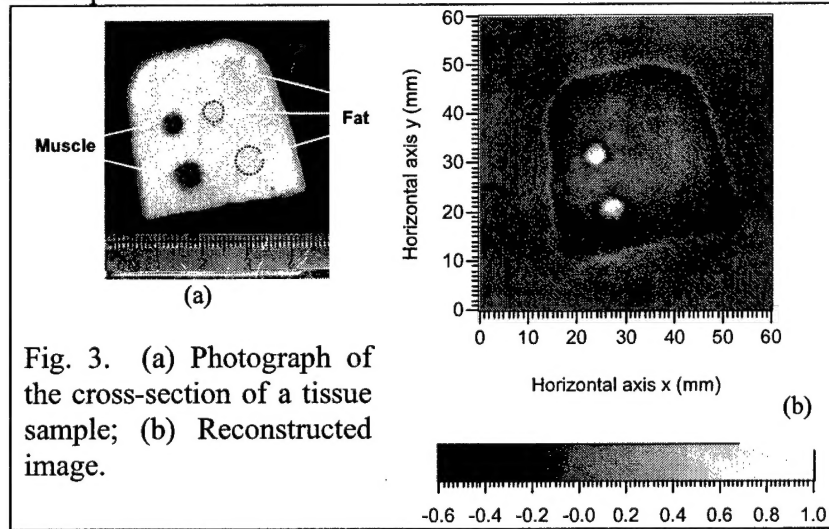 Muscle
Fat
(a)
Fig. 3. (a) Photograph of
the cross-section of a tissue
sample; (b) Reconstructed
image.
60
50
40
30
20
10
0
Horizontal axis y (mm)
0 10 20 30 40 50 60
Horizontal axis x (mm)
(b)
-0.6 -0.4 -0.2 -0.0 0.2 0.4 0.6 0.8 1.0